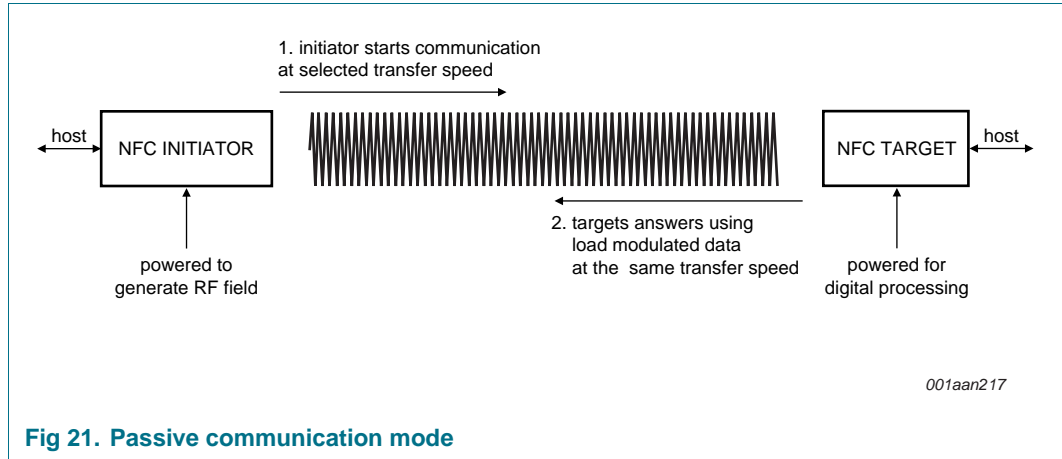 1. initiator starts communication
at selected transfer speed
host
NFC INITIATOR
NFC TARGET
host
2. targets answers using
load modulated data
at the same transfer speed
powered to
generate RF field
powered for
digital processing
001aan217
Fig 21. Passive communication mode